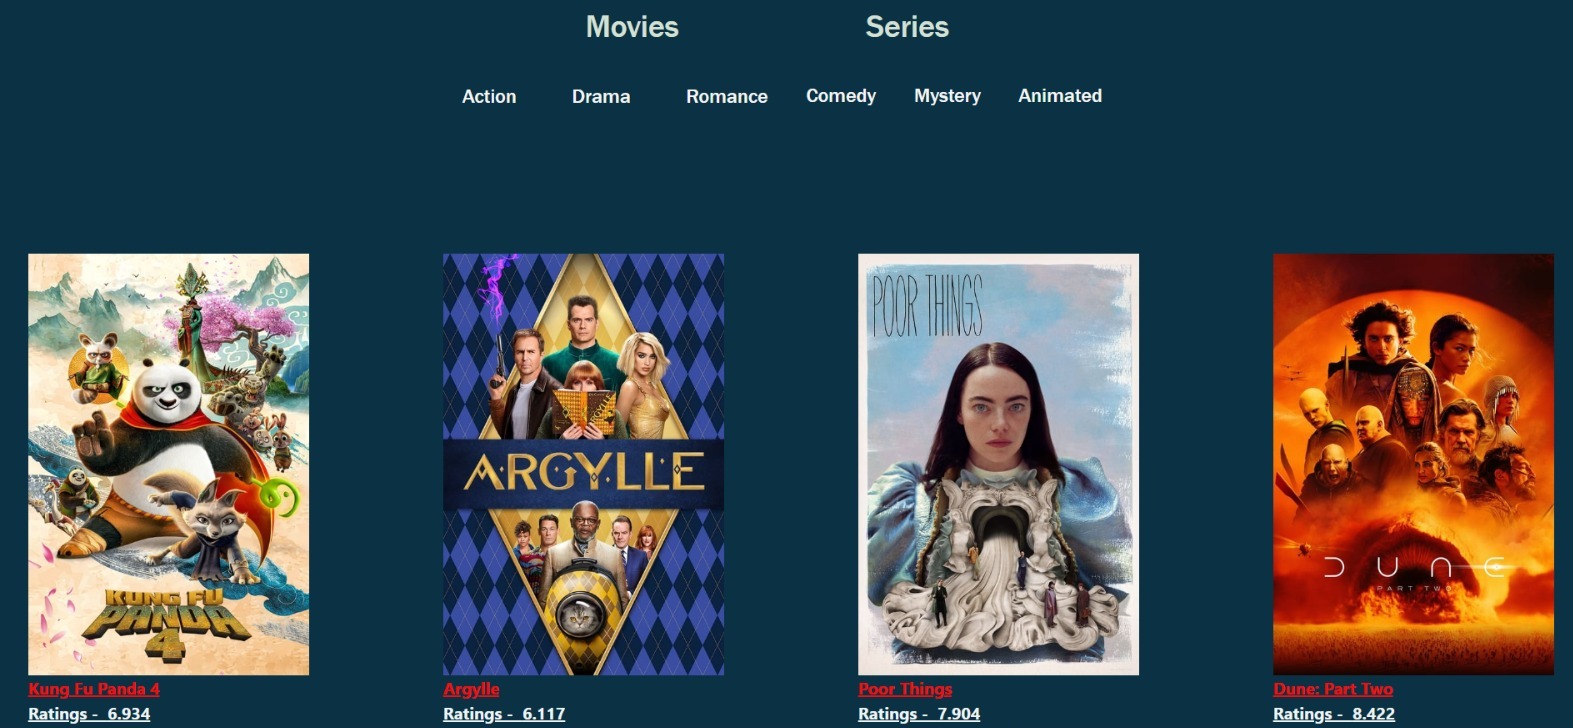 Movies Series
Action Drama Romance Comedy Mystery Animated
KUNG FU
PANDA
4
Kung Fu Panda 4
Ratings - 6.934
ARGYLLE
ARGYLLE
Argylle
Ratings - 6.117
POOR THINGS
Poor Things
Ratings - 7.904
DUNE
PART TWO
Dune: Part Two
Ratings - 8.422